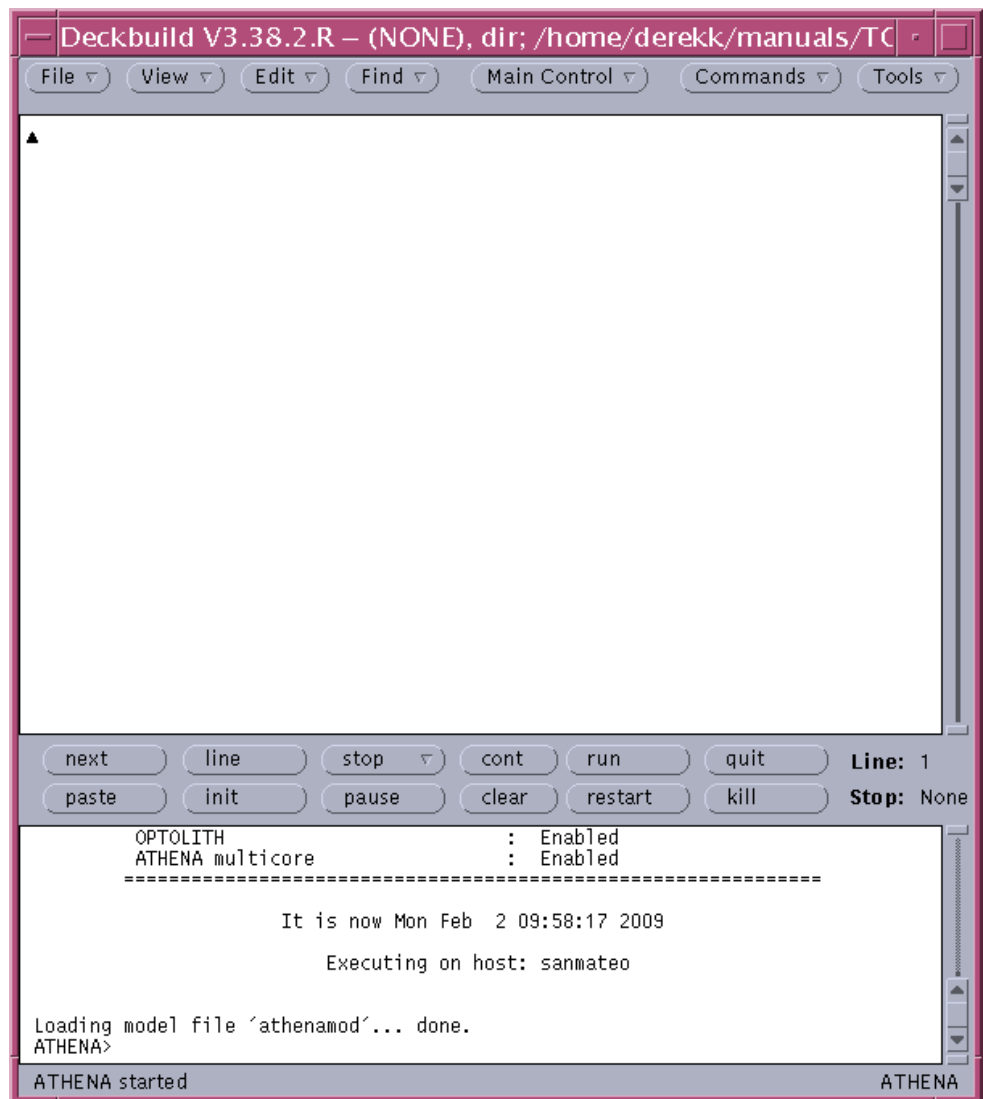 Deckbuild V3.38.2.R – (NONE), dir; /home/derekk/manuals/TC
File View Edit Find Main Control Commands Tools
next line stop cont run quit Line: 1
paste init pause clear restart kill Stop: None
OPTOLITH : Enabled
ATHENA multicore : Enabled
==============================================================
It is now Mon Feb 2 09:58:17 2009
Executing on host: sanmateo
Loading model file ´athenamod´... done.
ATHENA>
ATHENA started ATHENA